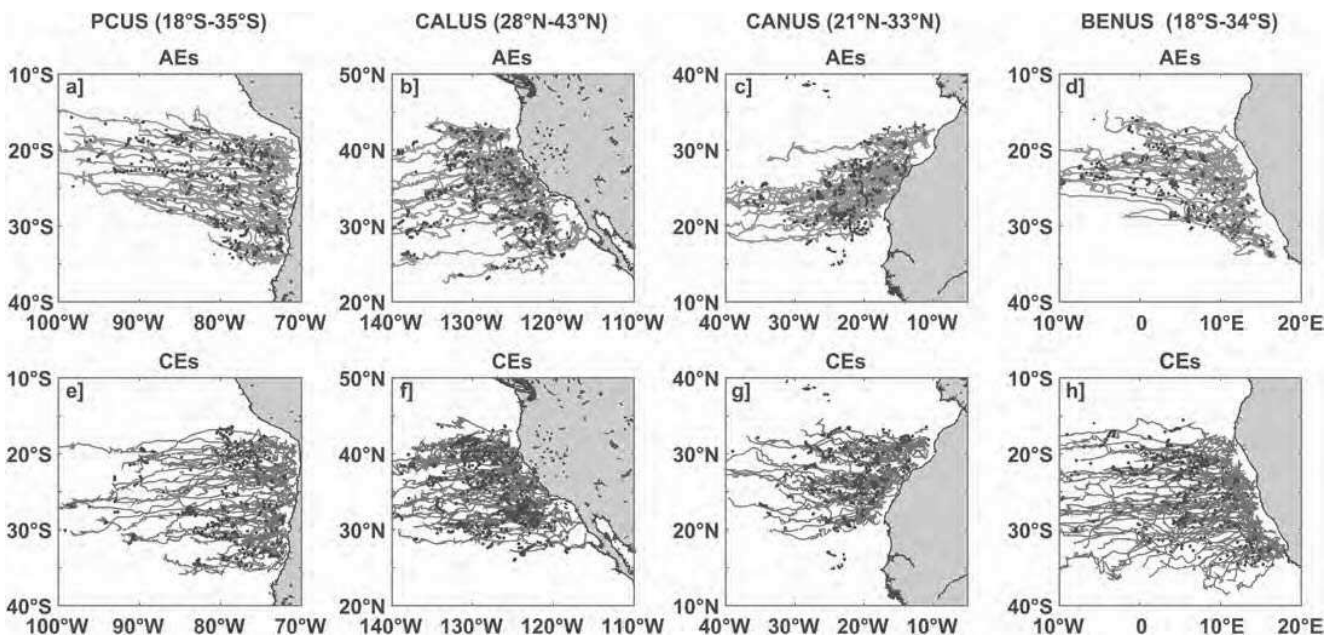 PCUS (18°S-35°S) CALUS (28°N-43°N) CANUS (21°N-33°N) BENUS (18°S-34°S)
AEs AEs AEs AEs
10°S 50°N 40°N 10°S
a] b] c] d]
20°S 40°N 30°N 20°S
30°S 30°N 20°N 30°S
40°S 20°N 10°N 40°S
100°W 90°W 80°W 70°W 140°W 130°W 120°W 110°W 40°W 30°W 20°W 10°W 10°W 0 10°E 20°E
CEs CEs CEs CEs
10°S 50°N 40°N 10°S
e] f] g] h]
20°S 40°N 30°N 20°S
30°S 30°N 20°N 30°S
40°S 20°N 10°N 40°S
100°W 90°W 80°W 70°W 140°W 130°W 120°W 110°W 40°W 30°W 20°W 10°W 10°W 0 10°E 20°E